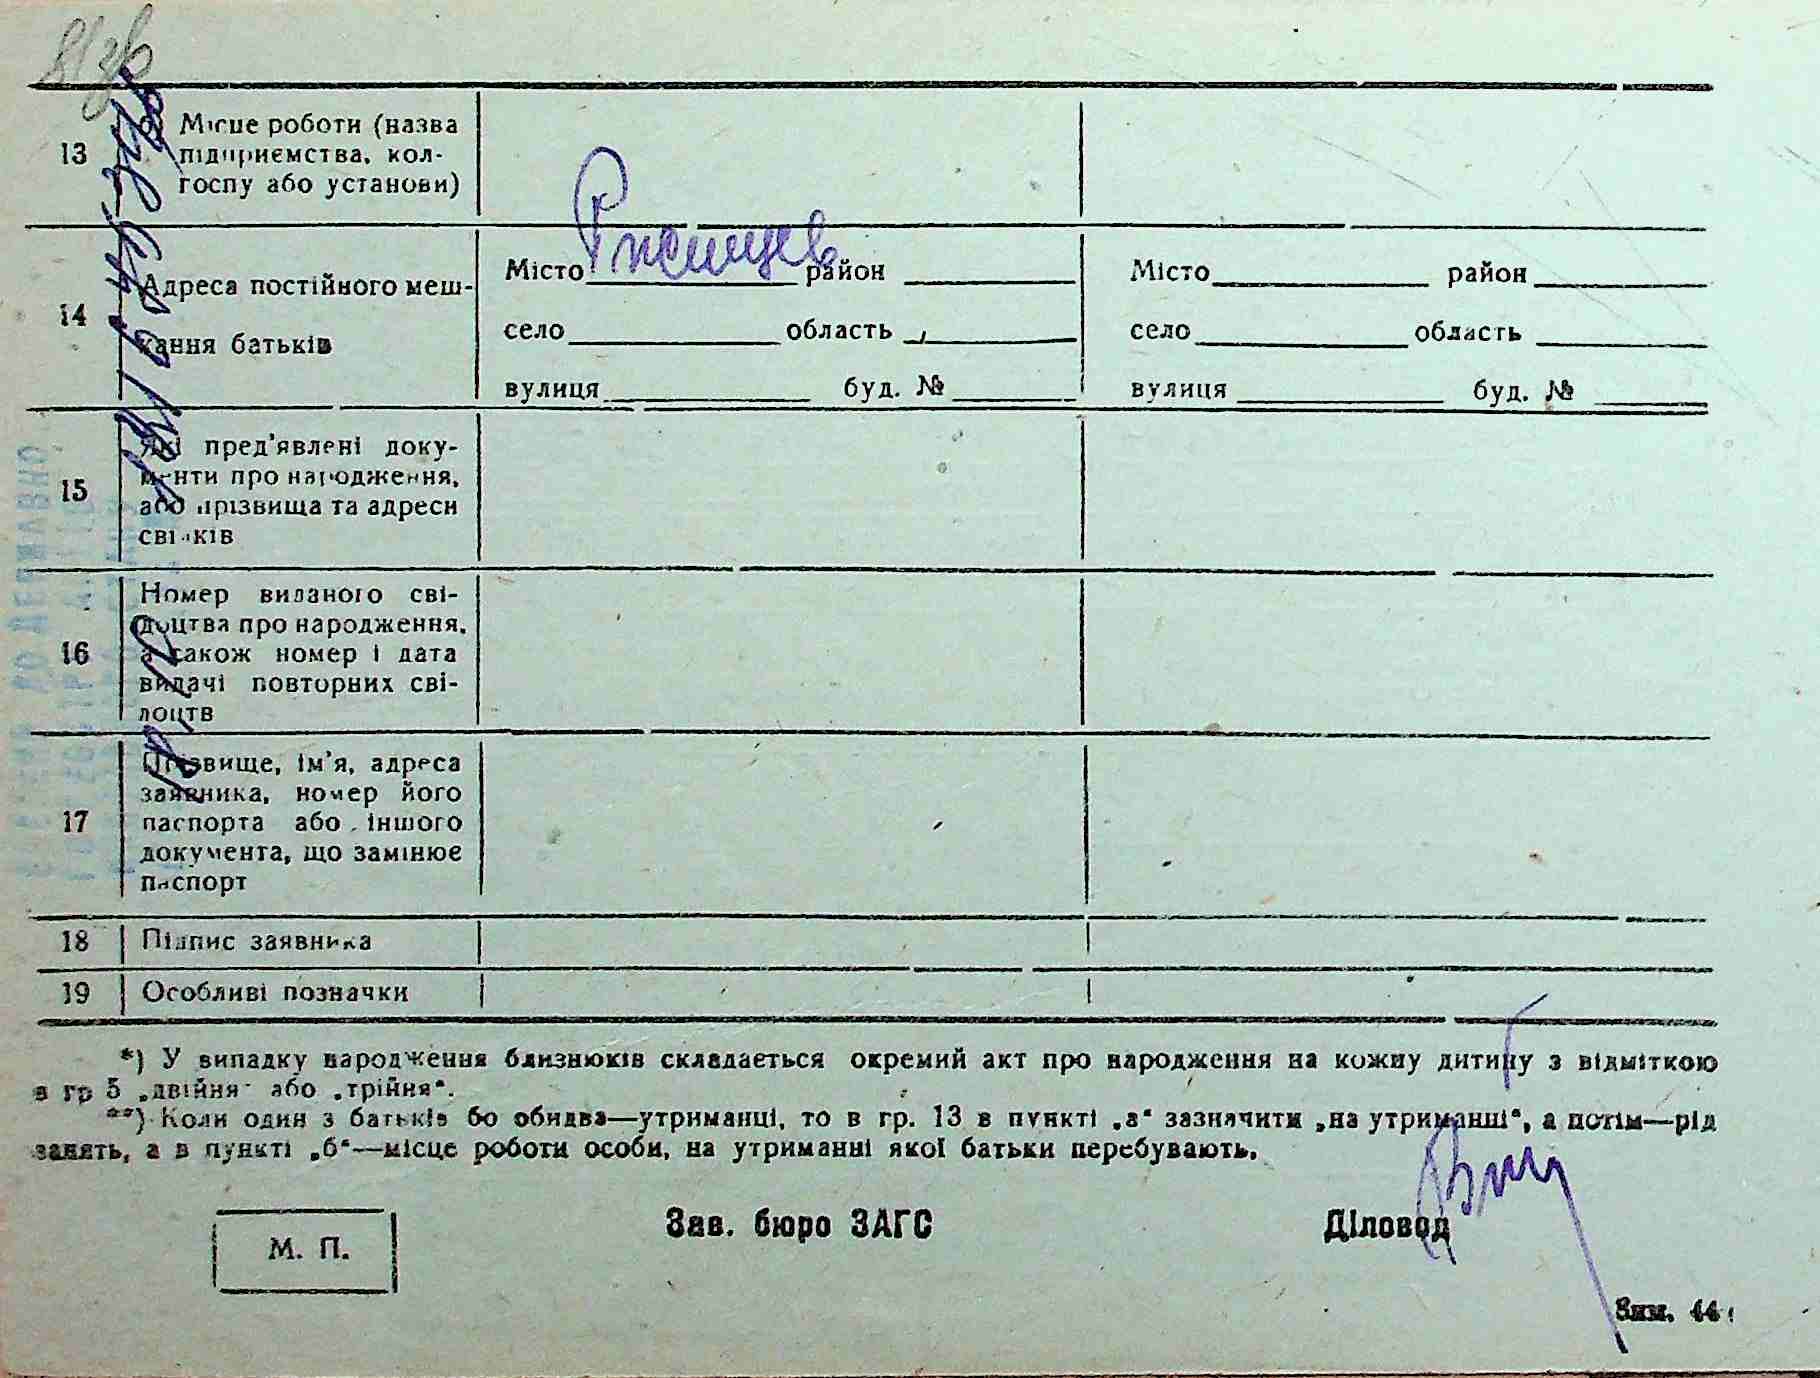 13
Місце роботи (назва
підприємства, кол-
госпу або установи)
14
Адреса постійного меш-
кання батьків
Місто Ржищев район
село область
вулиця буд. №
Місто район
село область
вулиця буд. №
15
Які пред'явлені доку-
менти про народження,
або прізвища та адреси
свідків
16
Номер виданого сві-
доцтва про народження,
а також номер і дата
видачі повторних сві-
доцтв
17
Прізвище, ім'я, адреса
заявника, номер його
паспорта або іншого
документа, що замінює
паспорт
18 Підпис заявника
19 Особливі позначки
*) У випадку народження близнюків складається окремий акт про народження на кожну дитину з відміткою
в гр 5 „двійня" або „трійня".
**) Коли один з батьків бо обидва—утриманці, то в гр. 13 в пункті „а" зазначити „на утриманні", а потім—рід
занять, а в пункті „б"—місце роботи особи, на утриманні якої батьки перебувають.
М. П.
Зав. бюро ЗАГС
Діловод
Зам. 44